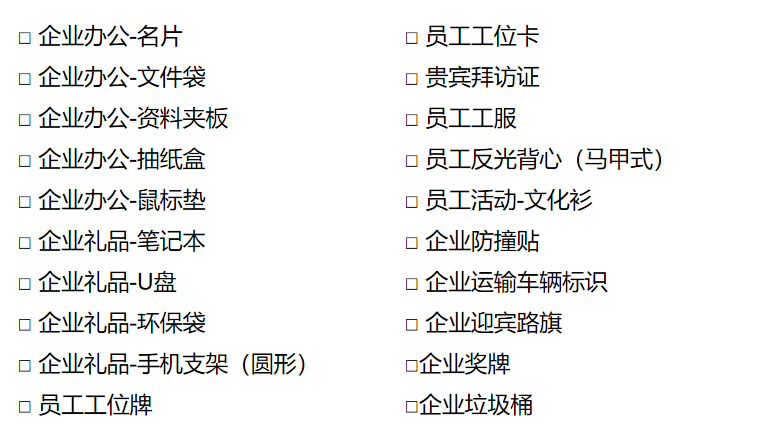 □ 企业办公-名片
□ 企业办公-文件袋
□ 企业办公-资料夹板
□ 企业办公-抽纸盒
□ 企业办公-鼠标垫
□ 企业礼品-笔记本
□ 企业礼品-U盘
□ 企业礼品-环保袋
□ 企业礼品-手机支架（圆形）
□ 员工工位牌
□ 员工工位卡
□ 贵宾拜访证
□ 员工工服
□ 员工反光背心（马甲式）
□ 员工活动-文化衫
□ 企业防撞贴
□ 企业运输车辆标识
□ 企业迎宾路旗
□企业奖牌
□企业垃圾桶